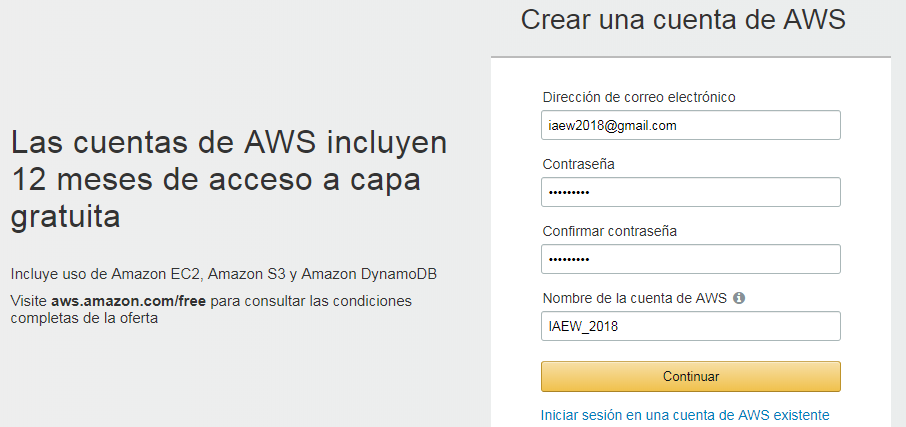 Crear una cuenta de AWS
Las cuentas de AWS incluyen
12 meses de acceso a capa
gratuita
Incluye uso de Amazon EC2, Amazon S3 y Amazon DynamoDB
Visite aws.amazon.com/free para consultar las condiciones
completas de la oferta
Dirección de correo electrónico
iaew2018@gmail.com
Contraseña
•••••••••
Confirmar contraseña
•••••••••
Nombre de la cuenta de AWS
IAEW_2018
Continuar
Iniciar sesión en una cuenta de AWS existente